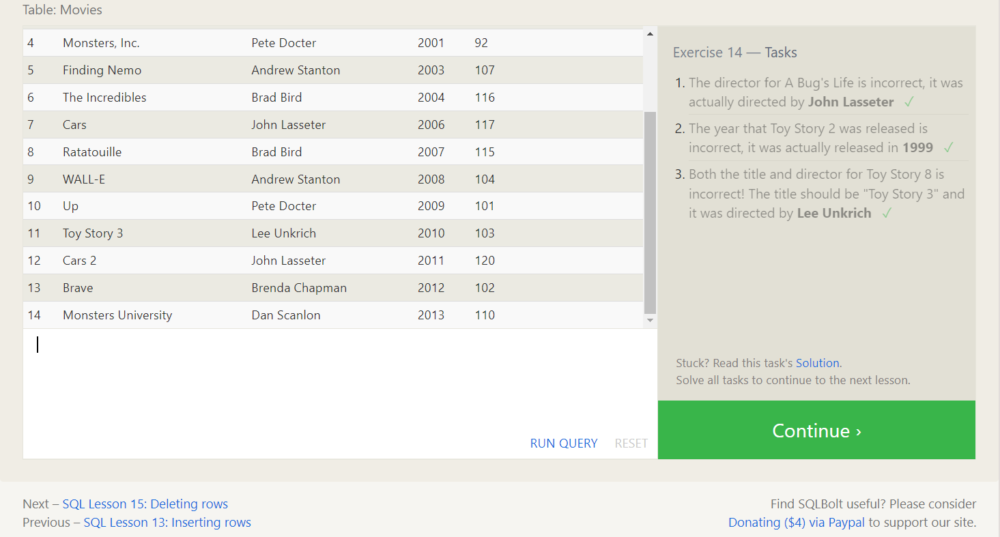 Table: Movies
4 Monsters, Inc. Pete Docter 2001 92
5 Finding Nemo Andrew Stanton 2003 107
6 The Incredibles Brad Bird 2004 116
7 Cars John Lasseter 2006 117
8 Ratatouille Brad Bird 2007 115
9 WALL-E Andrew Stanton 2008 104
10 Up Pete Docter 2009 101
11 Toy Story 3 Lee Unkrich 2010 103
12 Cars 2 John Lasseter 2011 120
13 Brave Brenda Chapman 2012 102
14 Monsters University Dan Scanlon 2013 110
RUN QUERY RESET
Exercise 14 — Tasks
1. The director for A Bug's Life is incorrect, it was
actually directed by John Lasseter ✓
2. The year that Toy Story 2 was released is
incorrect, it was actually released in 1999 ✓
3. Both the title and director for Toy Story 8 is
incorrect! The title should be "Toy Story 3" and
it was directed by Lee Unkrich ✓
Stuck? Read this task's Solution.
Solve all tasks to continue to the next lesson.
Continue ›
Next – SQL Lesson 15: Deleting rows
Previous – SQL Lesson 13: Inserting rows
Find SQLBolt useful? Please consider
Donating ($4) via Paypal to support our site.